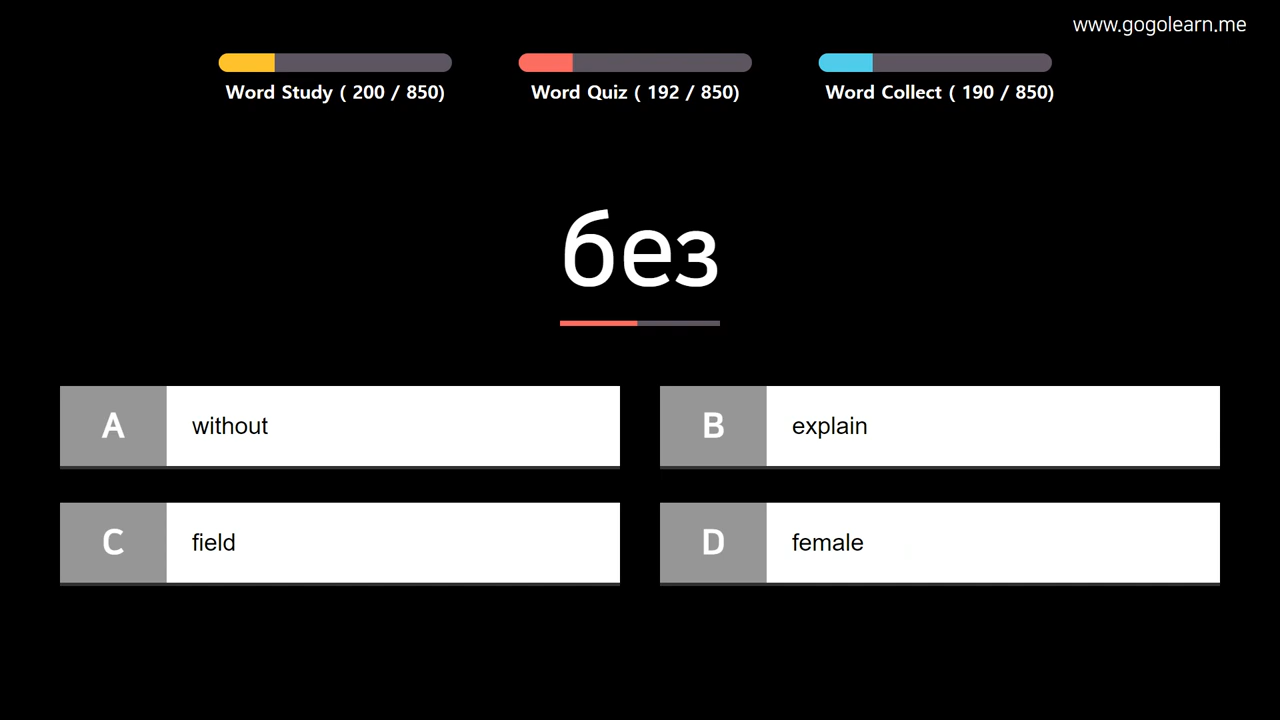 www.gogolearn.me
Word Study ( 200 / 850)
Word Quiz ( 192 / 850)
Word Collect ( 190 / 850)
без
A without
B explain
C field
D female